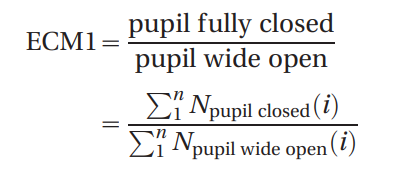 ECM1 = pupil fully closed / pupil wide open
= ∑₁ⁿ N_pupil closed(i) / ∑₁ⁿ N_pupil wide open(i)